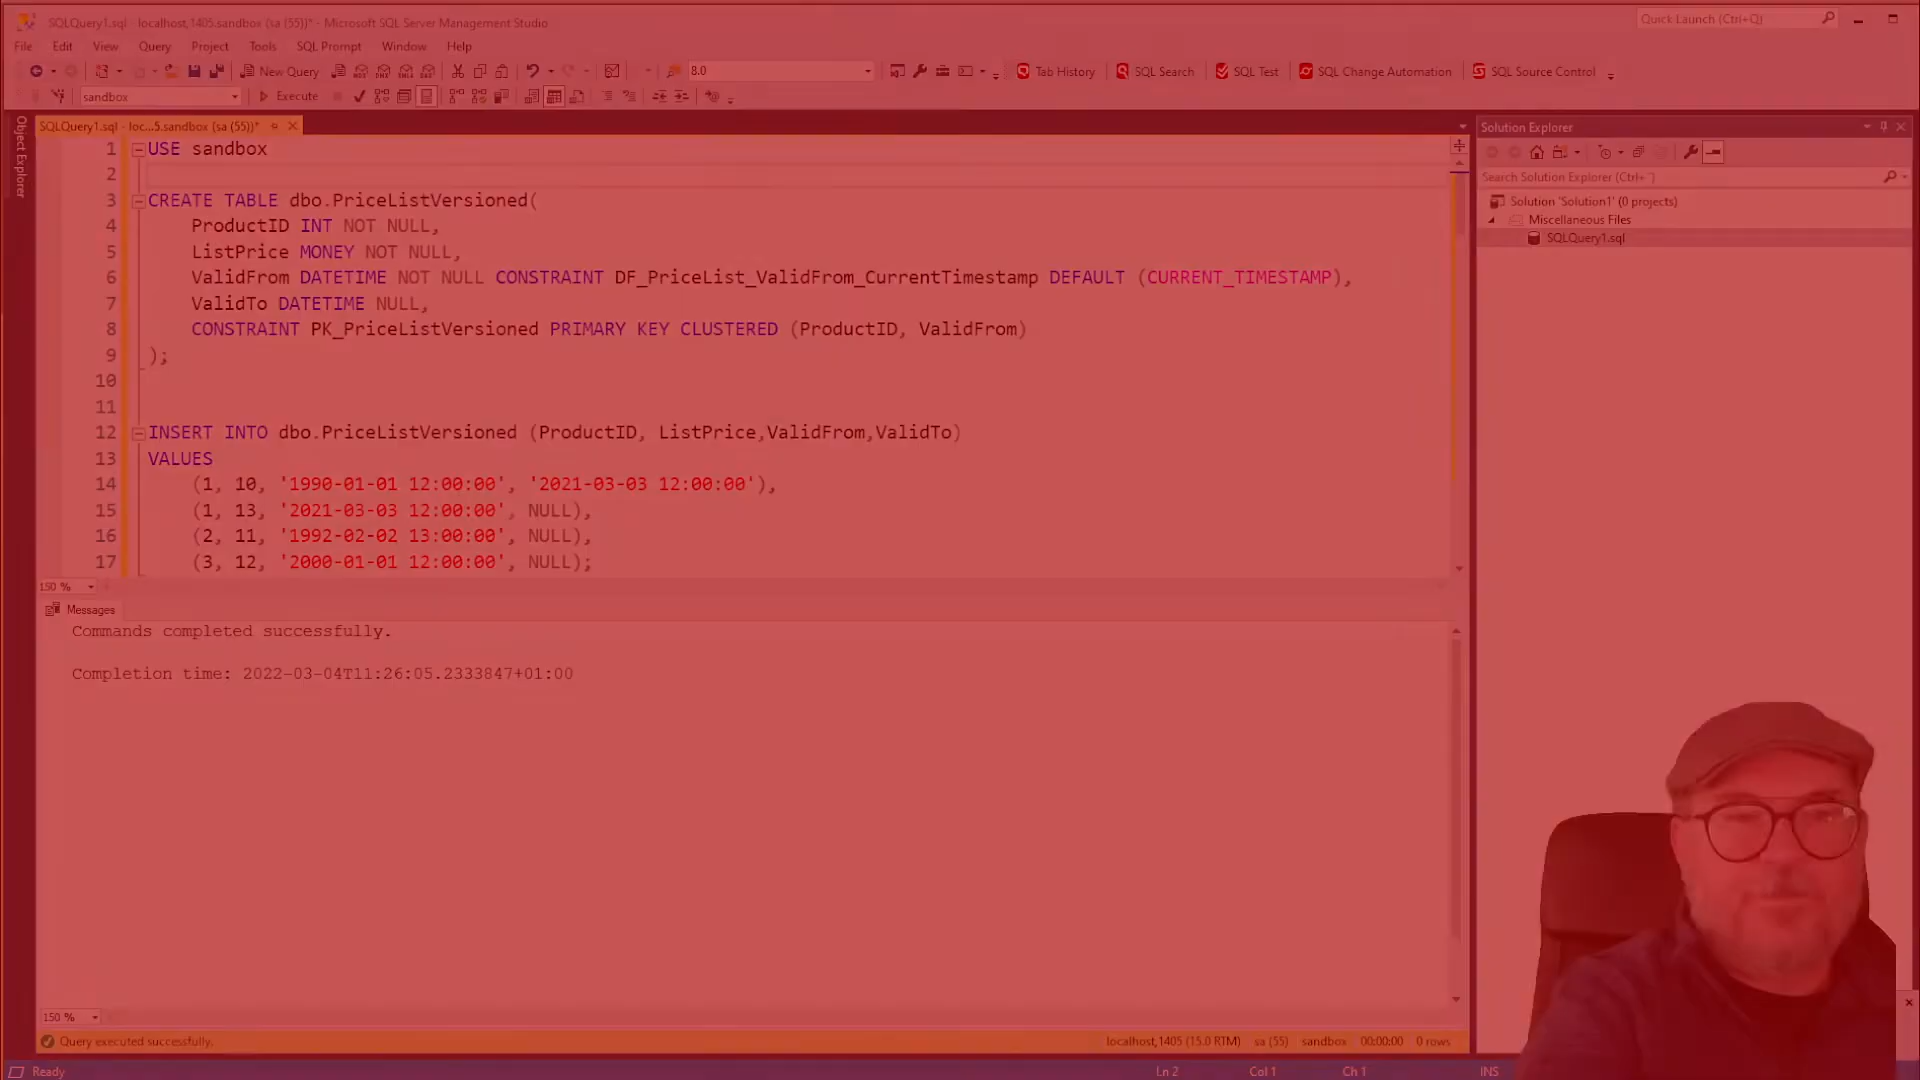 SQLQuery1.sql - localhost,1405.sandbox (sa (55))* - Microsoft SQL Server Management Studio
Quick Launch (Ctrl+Q)
File Edit View Query Project Tools SQL Prompt Window Help
New Query
8.0
Tab History SQL Search SQL Test SQL Change Automation SQL Source Control
sandbox
Execute
Object Explorer
SQLQuery1.sql - loc...5.sandbox (sa (55))*
1 USE sandbox
2
3 CREATE TABLE dbo.PriceListVersioned(
4 ProductID INT NOT NULL,
5 ListPrice MONEY NOT NULL,
6 ValidFrom DATETIME NOT NULL CONSTRAINT DF_PriceList_ValidFrom_CurrentTimestamp DEFAULT (CURRENT_TIMESTAMP),
7 ValidTo DATETIME NULL,
8 CONSTRAINT PK_PriceListVersioned PRIMARY KEY CLUSTERED (ProductID, ValidFrom)
9 );
10
11
12 INSERT INTO dbo.PriceListVersioned (ProductID, ListPrice,ValidFrom,ValidTo)
13 VALUES
14 (1, 10, '1990-01-01 12:00:00', '2021-03-03 12:00:00'),
15 (1, 13, '2021-03-03 12:00:00', NULL),
16 (2, 11, '1992-02-02 13:00:00', NULL),
17 (3, 12, '2000-01-01 12:00:00', NULL);
150 %
Messages
Commands completed successfully.
Completion time: 2022-03-04T11:26:05.2333847+01:00
150 %
Query executed successfully.
localhost,1405 (15.0 RTM) sa (55) sandbox 00:00:00 0 rows
Ready
Ln 2 Col 1 Ch 1 INS
Solution Explorer
Search Solution Explorer (Ctrl+¨)
Solution 'Solution1' (0 projects)
Miscellaneous Files
SQLQuery1.sql